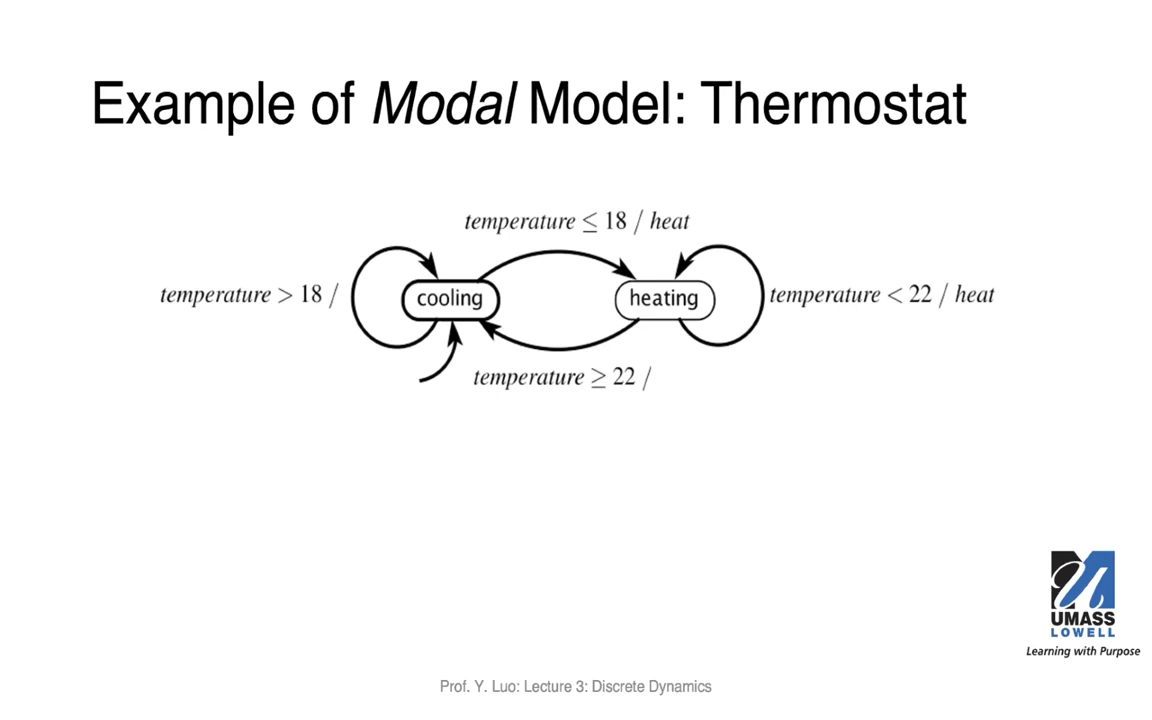 Example of Modal Model: Thermostat
temperature ≤ 18 / heat
temperature > 18 /
cooling
heating
temperature < 22 / heat
temperature ≥ 22 /
UMASS
LOWELL
Learning with Purpose
Prof. Y. Luo: Lecture 3: Discrete Dynamics